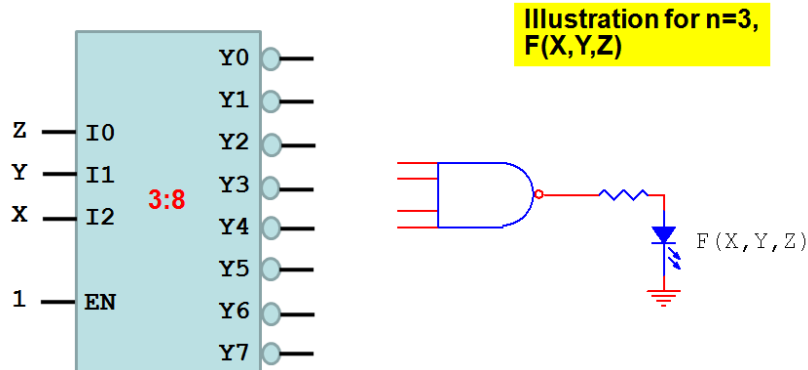 Illustration for n=3,
F(X,Y,Z)
Y0
Y1
Z I0
Y2
Y I1
3:8
Y3
X I2
Y4
F(X,Y,Z)
Y5
1 EN
Y6
Y7